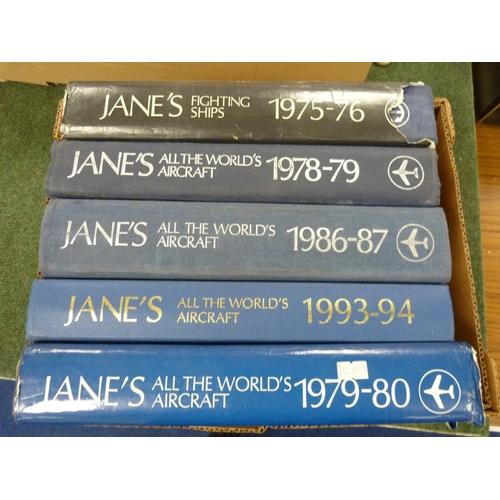 JANE'S FIGHTING SHIPS 1975-76
JANE'S ALL THE WORLD'S AIRCRAFT 1978-79
JANE'S ALL THE WORLD'S AIRCRAFT 1986-87
JANE'S ALL THE WORLD'S AIRCRAFT 1993-94
JANE'S ALL THE WORLD'S AIRCRAFT 1979-80